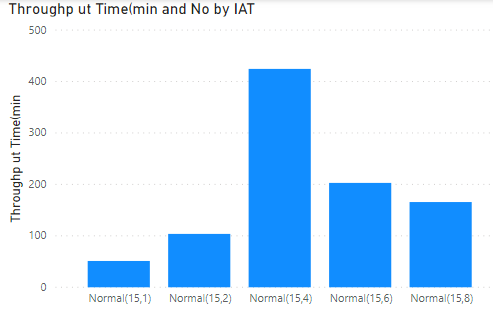 Throughp ut Time(min and No by IAT
Throughp ut Time(min
500
400
300
200
100
0
Normal(15,1) Normal(15,2) Normal(15,4) Normal(15,6) Normal(15,8)